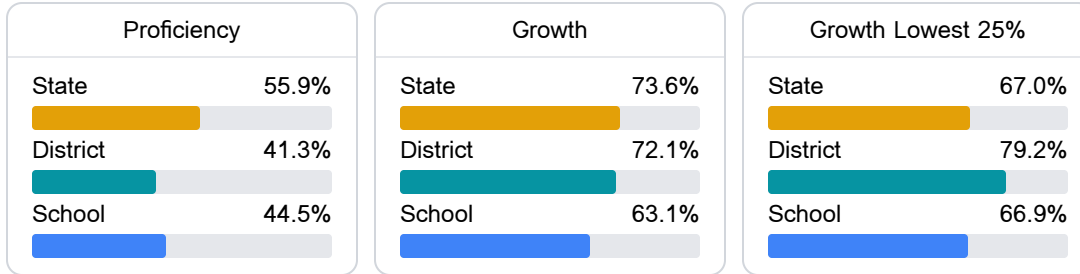 Proficiency
State 55.9%
District 41.3%
School 44.5%
Growth
State 73.6%
District 72.1%
School 63.1%
Growth Lowest 25%
State 67.0%
District 79.2%
School 66.9%